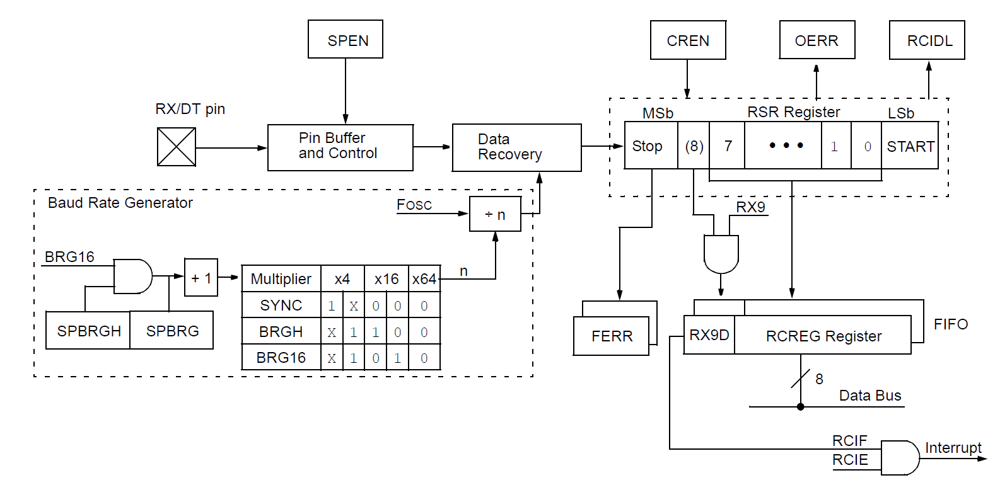 SPEN
CREN
OERR
RCIDL
RX/DT pin
MSb
RSR Register
LSb
Pin Buffer
and Control
Data
Recovery
Stop
(8)
7
• • •
1
0
START
Baud Rate Generator
FOSC
÷ n
RX9
BRG16
+ 1
Multiplier x4 x16 x64
n
SYNC 1 X 0 0 0
BRGH X 1 1 0 0
BRG16 X 1 0 1 0
SPBRGH
SPBRG
FERR
RX9D
RCREG Register
FIFO
8
Data Bus
RCIF
RCIE
Interrupt